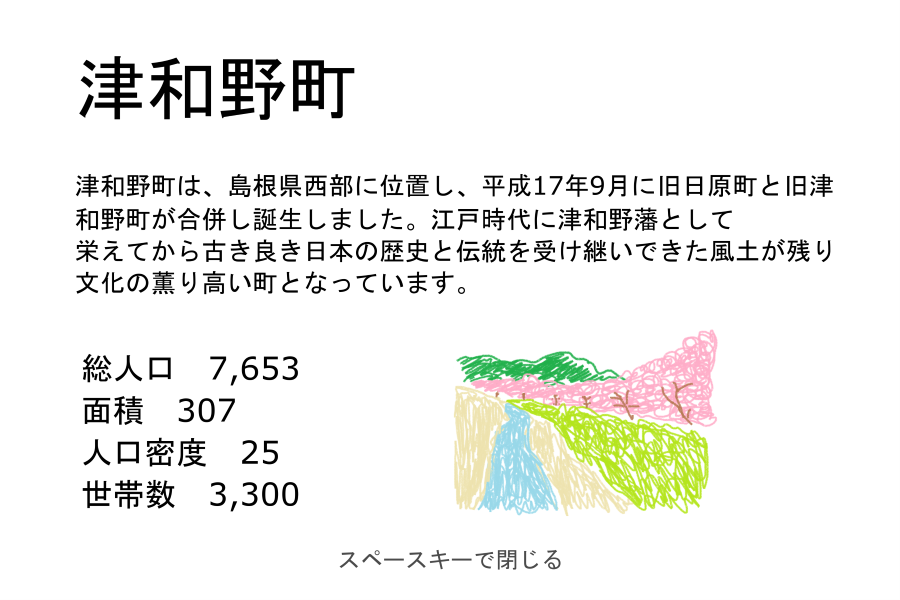 津和野町
津和野町は、島根県西部に位置し、平成17年9月に旧日原町と旧津
和野町が合併し誕生しました。江戸時代に津和野藩として
栄えてから古き良き日本の歴史と伝統を受け継いできた風土が残り
文化の薫り高い町となっています。
総人口　7,653
面積　307
人口密度　25
世帯数　3,300
スペースキーで閉じる